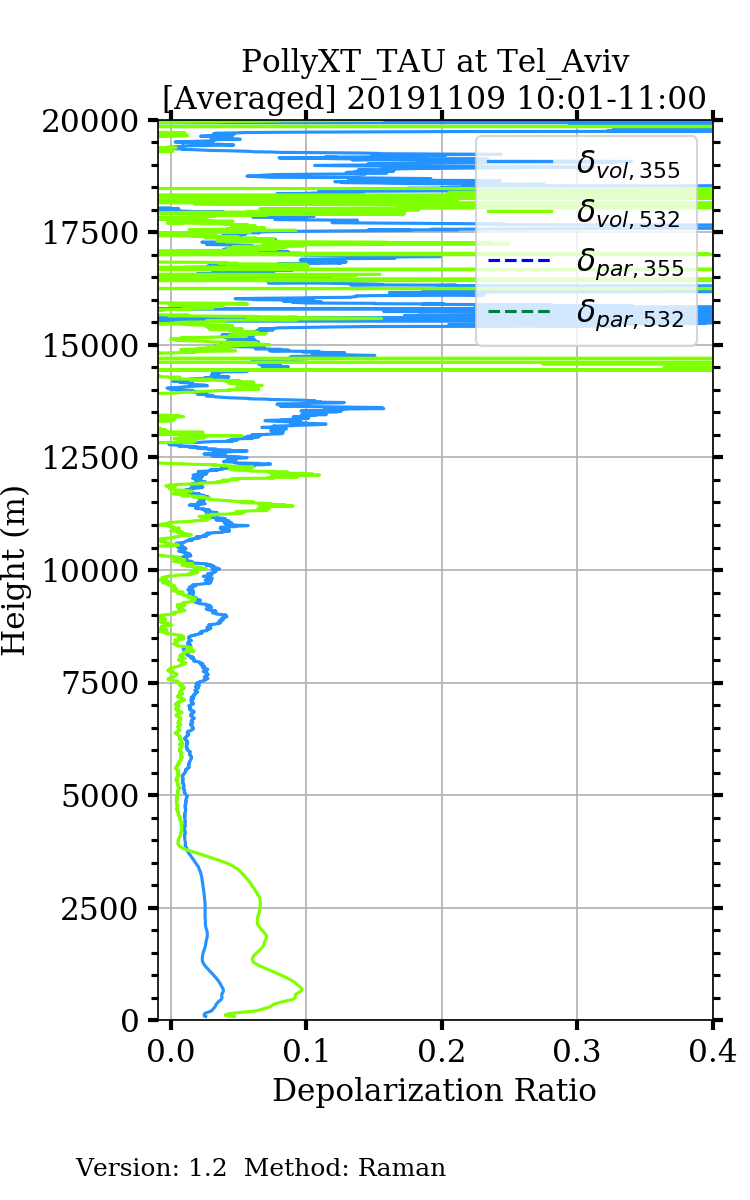 PollyXT_TAU at Tel_Aviv
[Averaged] 20191109 10:01-11:00
20000
17500
15000
12500
10000
7500
5000
2500
0
Height (m)
δvol, 355
δvol, 532
δpar, 355
δpar, 532
0.0 0.1 0.2 0.3 0.4
Depolarization Ratio
Version: 1.2 Method: Raman